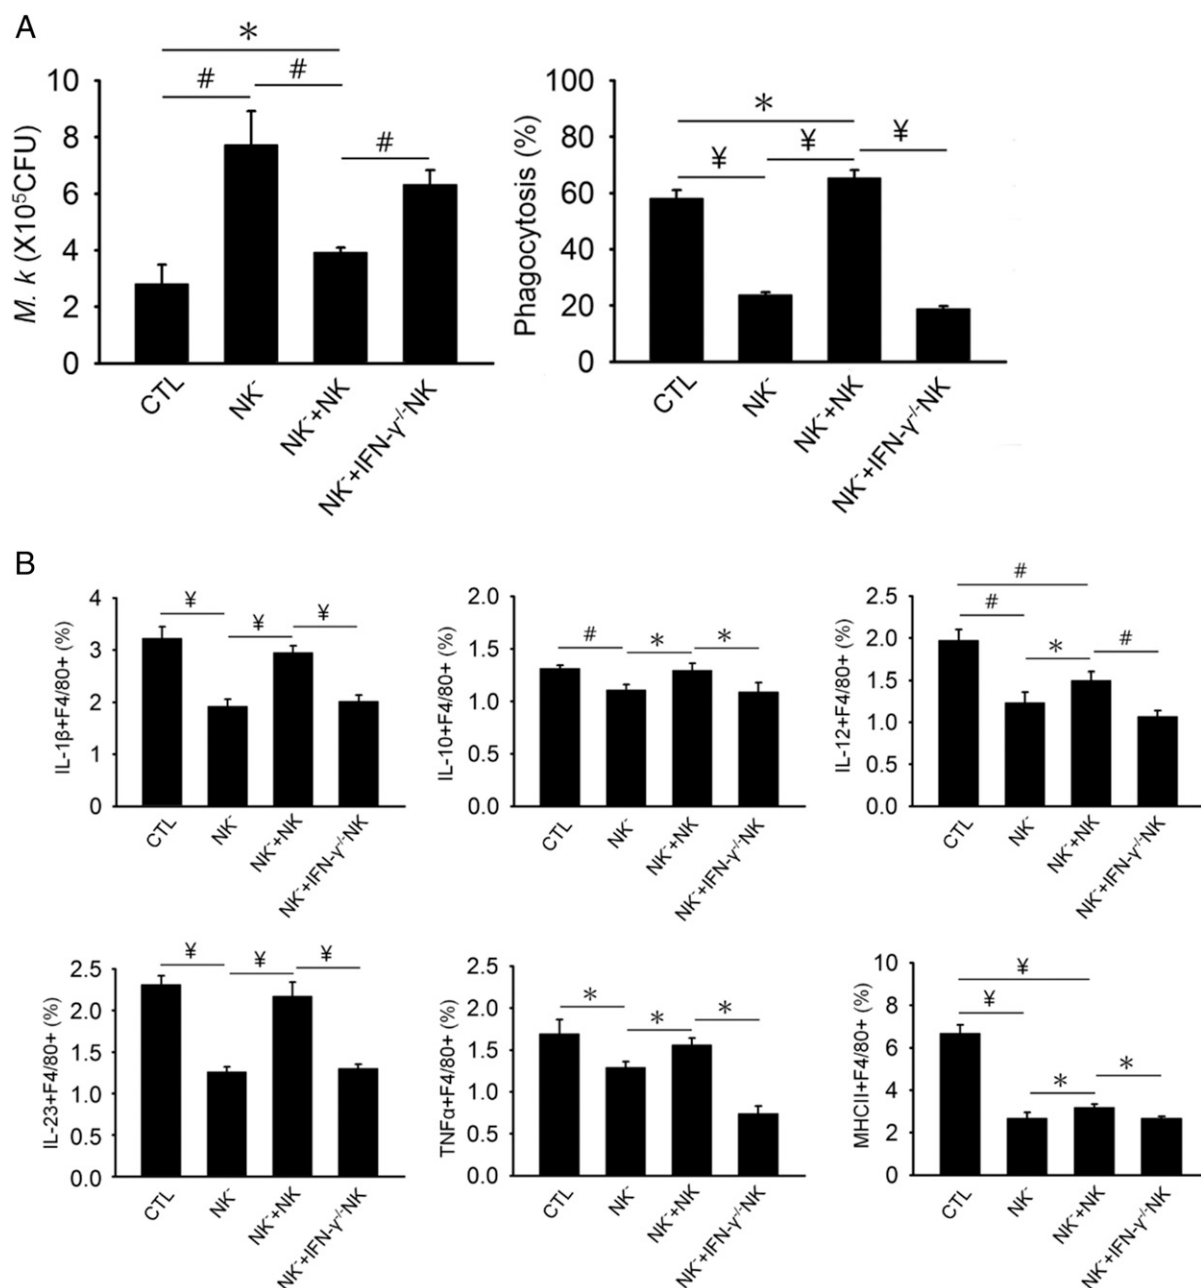 A
*
#
#
#
10
8
6
4
2
0
M. k (X10⁵CFU)
CTL
NK⁻
NK⁻+NK
NK⁻+IFN-γ⁻/⁻NK
*
¥
¥
¥
100
80
60
40
20
0
Phagocytosis (%)
CTL
NK⁻
NK⁻+NK
NK⁻+IFN-γ⁻/⁻NK
B
¥
¥
¥
4
3
2
1
0
IL-1β+F4/80+ (%)
CTL
NK⁻
NK⁻+NK
NK⁻+IFN-γ⁻/⁻NK
#
*
*
2.0
1.5
1.0
0.5
0.0
IL-10+F4/80+ (%)
CTL
NK⁻
NK⁻+NK
NK⁻+IFN-γ⁻/⁻NK
#
#
*
#
2.5
2.0
1.5
1.0
0.5
0.0
IL-12+F4/80+ (%)
CTL
NK⁻
NK⁻+NK
NK⁻+IFN-γ⁻/⁻NK
¥
¥
¥
2.5
2.0
1.5
1.0
0.5
0.0
IL-23+F4/80+ (%)
CTL
NK⁻
NK⁻+NK
NK⁻+IFN-γ⁻/⁻NK
*
*
*
2.5
2.0
1.5
1.0
0.5
0.0
TNFα+F4/80+ (%)
CTL
NK⁻
NK⁻+NK
NK⁻+IFN-γ⁻/⁻NK
¥
¥
*
*
10
8
6
4
2
0
MHCII+F4/80+ (%)
CTL
NK⁻
NK⁻+NK
NK⁻+IFN-γ⁻/⁻NK